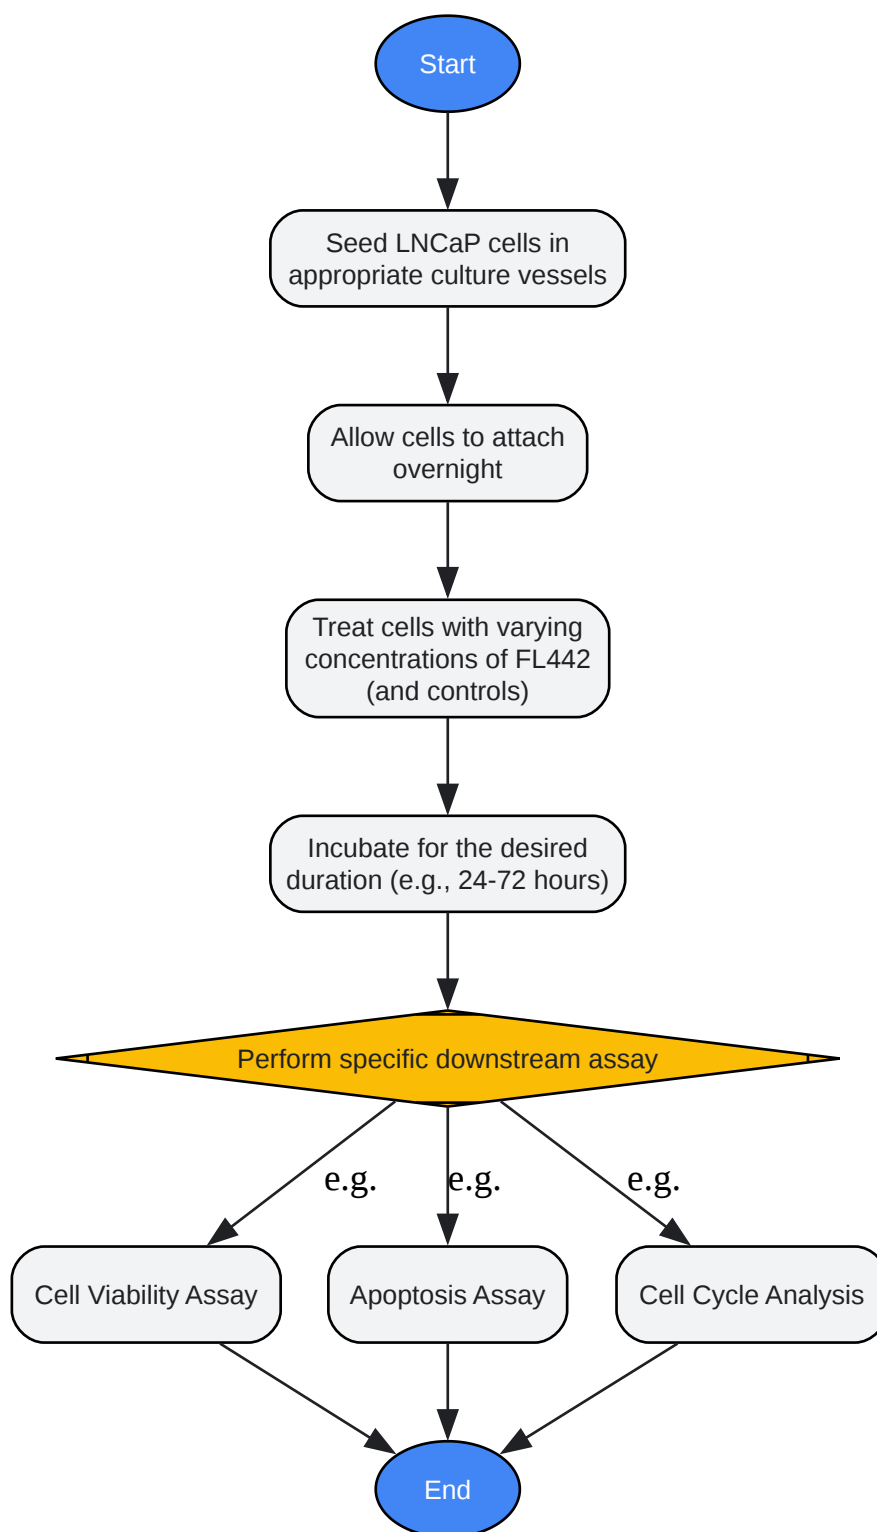 Start
Seed LNCaP cells in
appropriate culture vessels
Allow cells to attach
overnight
Treat cells with varying
concentrations of FL442
(and controls)
Incubate for the desired
duration (e.g., 24-72 hours)
Perform specific downstream assay
e.g.
e.g.
e.g.
Cell Viability Assay
Apoptosis Assay
Cell Cycle Analysis
End